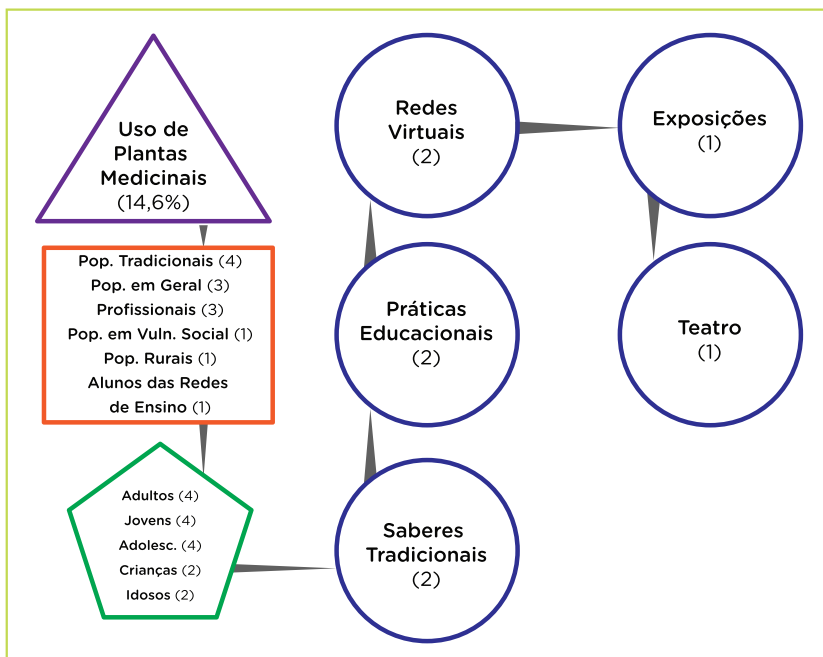 Uso de
Plantas
Medicinais
(14,6%)
Pop. Tradicionais (4)
Pop. em Geral (3)
Profissionais (3)
Pop. em Vuln. Social (1)
Pop. Rurais (1)
Alunos das Redes
de Ensino (1)
Adultos (4)
Jovens (4)
Adolesc. (4)
Crianças (2)
Idosos (2)
Saberes
Tradicionais
(2)
Práticas
Educacionais
(2)
Redes
Virtuais
(2)
Exposições
(1)
Teatro
(1)